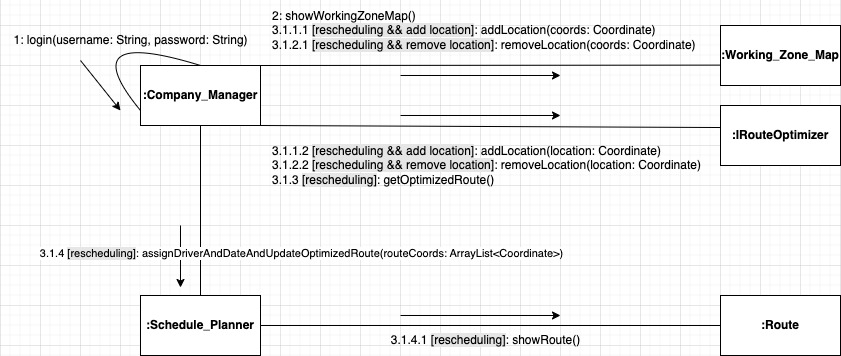 2: showWorkingZoneMap()
3.1.1.1 [rescheduling && add location]: addLocation(coords: Coordinate)
1: login(username: String, password: String)
3.1.2.1 [rescheduling && remove location]: removeLocation(coords: Coordinate)
:Working_Zone_Map
:Company_Manager
:IRouteOptimizer
3.1.1.2 [rescheduling && add location]: addLocation(location: Coordinate)
3.1.2.2 [rescheduling && remove location]: removeLocation(location: Coordinate)
3.1.3 [rescheduling]: getOptimizedRoute()
3.1.4 [rescheduling]: assignDriverAndDateAndUpdateOptimizedRoute(routeCoords: ArrayList<Coordinate>)
:Schedule_Planner
:Route
3.1.4.1 [rescheduling]: showRoute()